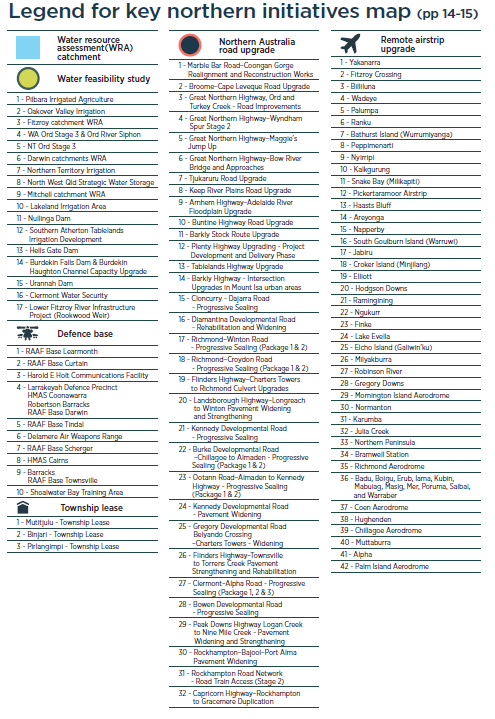 Legend for key northern initiatives map (pp 14-15)
Water resource
assessment(WRA)
catchment
Water feasibility study
1 - Pilbara Irrigated Agriculture
2 - Oakover Valley Irrigation
3 - Fitzroy catchment WRA
4 - WA Ord Stage 3 & Ord River Siphon
5 - NT Ord Stage 3
6 - Darwin catchments WRA
7 - Northern Territory Irrigation
8 - North West Qld Strategic Water Storage
9 - Mitchell catchment WRA
10 - Lakeland Irrigation Area
11 - Nullinga Dam
12 - Southern Atherton Tablelands
Irrigation Development
13 - Hells Gate Dam
14 - Burdekin Falls Dam & Burdekin
Haughton Channel Capacity Upgrade
15 - Urannah Dam
16 - Clermont Water Security
17 - Lower Fitzroy River Infrastructure
Project (Rookwood Weir)
Defence base
1 - RAAF Base Learmonth
2 - RAAF Base Curtain
3 - Harold E Holt Communications Facility
4 - Larrakeyah Defence Precinct
HMAS Coonawarra
Robertson Barracks
RAAF Base Darwin
5 - RAAF Base Tindal
6 - Delamere Air Weapons Range
7 - RAAF Base Scherger
8 - HMAS Cairns
9 - Barracks
RAAF Base Townsville
10 - Shoalwater Bay Training Area
Township lease
1 - Mutitjulu - Township Lease
2 - Binjari - Township Lease
3 - Pirlangimpi - Township Lease
Northern Australia
road upgrade
1 - Marble Bar Road-Coongan Gorge
Realignment and Reconstruction Works
2 - Broome-Cape Leveque Road Upgrade
3 - Great Northern Highway, Ord and
Turkey Creek - Road Improvements
4 - Great Northern Highway-Wyndham
Spur Stage 2
5 - Great Northern Highway-Maggie's
Jump Up
6 - Great Northern Highway-Bow River
Bridge and Approaches
7 - Tjukaruru Road Upgrade
8 - Keep River Plains Road Upgrade
9 - Arnhem Highway-Adelaide River
Floodplain Upgrade
10 - Buntine Highway Road Upgrade
11 - Barkly Stock Route Upgrade
12 - Plenty Highway Upgrading - Project
Development and Delivery Phase
13 - Tablelands Highway Upgrade
14 - Barkly Highway - Intersection
Upgrades in Mount Isa urban areas
15 - Cloncurry - Dajarra Road
- Progressive Sealing
16 - Diamantina Developmental Road
- Rehabilitation and Widening
17 - Richmond-Winton Road
- Progressive Sealing (Package 1 & 2)
18 - Richmond-Croydon Road
- Progressive Sealing (Package 1 & 2)
19 - Flinders Highway-Charters Towers
to Richmond Culvert Upgrades
20 - Landsborough Highway-Longreach
to Winton Pavement Widening
and Strengthening
21 - Kennedy Developmental Road
- Progressive Sealing
22 - Burke Developmental Road
-Chillagoe to Almaden - Progressive
Sealing (Package 1 & 2)
23 - Ootann Road-Almaden to Kennedy
Highway - Progressive Sealing
(Package 1 & 2)
24 - Kennedy Developmental Road
- Pavement Widening
25 - Gregory Developmental Road
Belyando Crossing
-Charters Towers - Widening
26 - Flinders Highway-Townsville
to Torrens Creek Pavement
Strengthening and Rehabilitation
27 - Clermont-Alpha Road - Progressive
Sealing (Package 1, 2 & 3)
28 - Bowen Developmental Road
- Progressive Sealing
29 - Peak Downs Highway Logan Creek
to Nine Mile Creek - Pavement
Widening and Strengthening
30 - Rockhampton-Bajool-Port Alma
Pavement Widening
31 - Rockhampton Road Network
- Road Train Access (Stage 2)
32 - Capricorn Highway-Rockhampton
to Gracemere Duplication
Remote airstrip
upgrade
1 - Yakanarra
2 - Fitzroy Crossing
3 - Billiluna
4 - Wadeye
5 - Palumpa
6 - Ranku
7 - Bathurst Island (Wurrumiyanga)
8 - Peppimenarti
9 - Nyirripi
10 - Kalkgurung
11 - Snake Bay (Milikapiti)
12 - Pickertaramoor Airstrip
13 - Haasts Bluff
14 - Areyonga
15 - Napperby
16 - South Goulburn Island (Warruwi)
17 - Jabiru
18 - Croker Island (Minjilang)
19 - Elliott
20 - Hodgson Downs
21 - Ramingining
22 - Ngukurr
23 - Finke
24 - Lake Evella
25 - Elcho Island (Galiwin'ku)
26 - Milyakburra
27 - Robinson River
28 - Gregory Downs
29 - Mornington Island Aerodrome
30 - Normanton
31 - Karumba
32 - Julia Creek
33 - Northern Peninsula
34 - Bramwell Station
35 - Richmond Aerodrome
36 - Badu, Boigu, Erub, Iama, Kubin,
Mabuiag, Masig, Mer, Poruma, Saibai,
and Warraber
37 - Coen Aerodrome
38 - Hughenden
39 - Chillagoe Aerodrome
40 - Muttaburra
41 - Alpha
42 - Palm Island Aerodrome